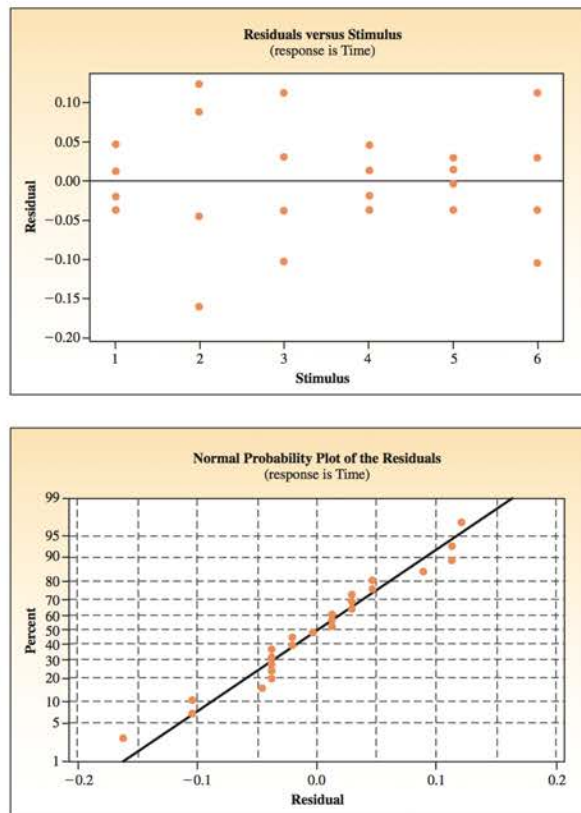 Residuals versus Stimulus
(response is Time)
0.10
0.05
0.00
−0.05
−0.10
−0.15
−0.20
Residual
1 2 3 4 5 6
Stimulus
Normal Probability Plot of the Residuals
(response is Time)
99
95
90
80
70
60
50
40
30
20
10
5
1
Percent
−0.2 −0.1 0.0 0.1 0.2
Residual